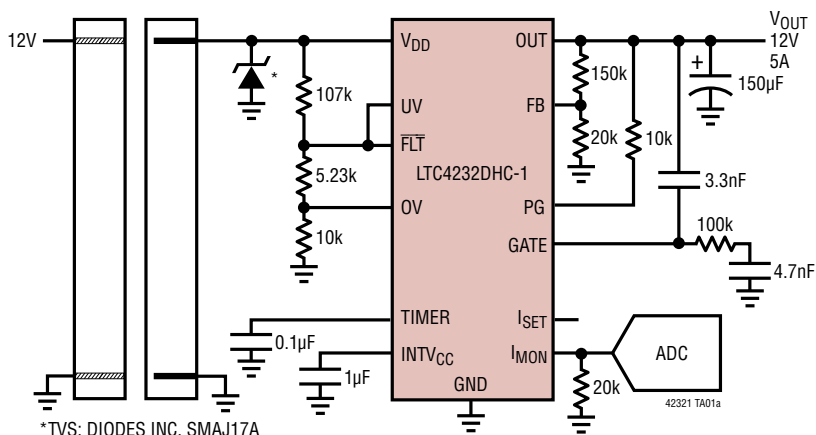 12V
V_DD
UV
FLT
OV
TIMER
INTV_CC
GND
LTC4232DHC-1
OUT
FB
PG
GATE
I_SET
I_MON
*
107k
5.23k
10k
0.1µF
1µF
150k
20k
10k
+
150µF
V_OUT
12V
5A
3.3nF
100k
4.7nF
ADC
20k
42321 TA01a
*TVS: DIODES INC. SMAJ17A